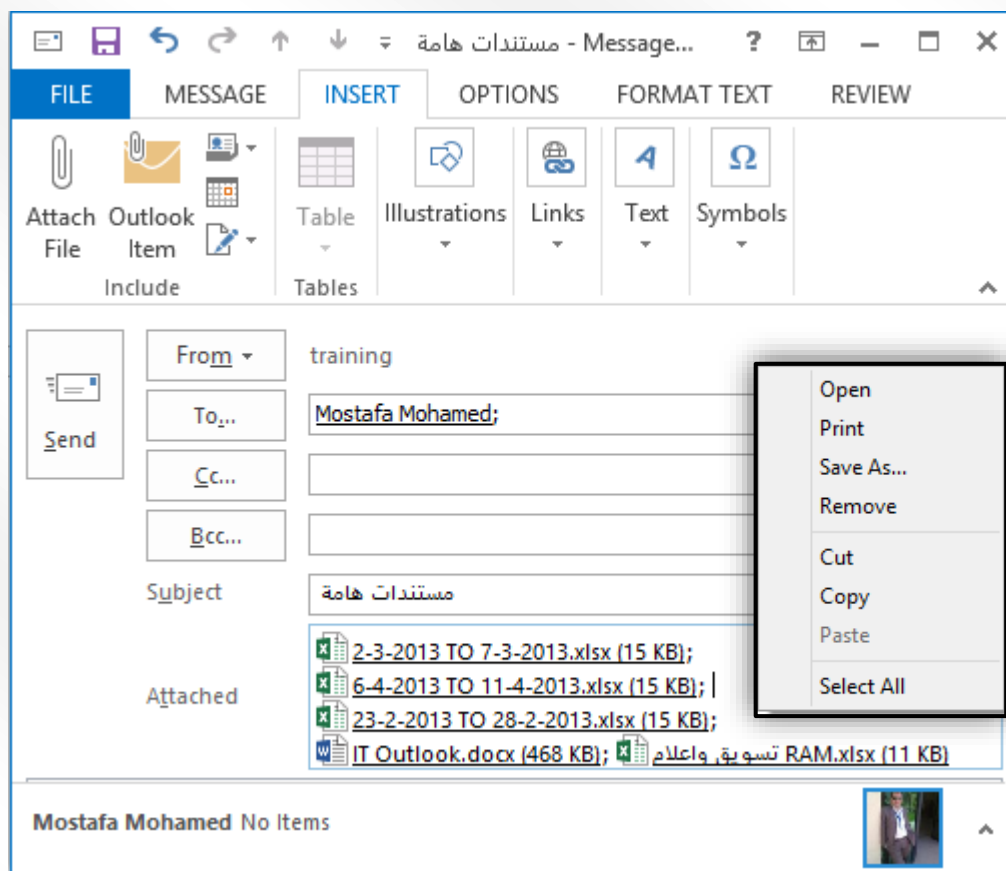 مستندات هامة - Message... ?
FILE MESSAGE INSERT OPTIONS FORMAT TEXT REVIEW
Attach File
Outlook Item
Table
Illustrations
Links
Text
Symbols
Include
Tables
Send
From
training
To...
Mostafa Mohamed;
Cc...
Bcc...
Subject
مستندات هامة
Attached
2-3-2013 TO 7-3-2013.xlsx (15 KB);
6-4-2013 TO 11-4-2013.xlsx (15 KB);
23-2-2013 TO 28-2-2013.xlsx (15 KB);
IT Outlook.docx (468 KB); تسويق واعلام RAM.xlsx (11 KB)
Open
Print
Save As...
Remove
Cut
Copy
Paste
Select All
Mostafa Mohamed No Items